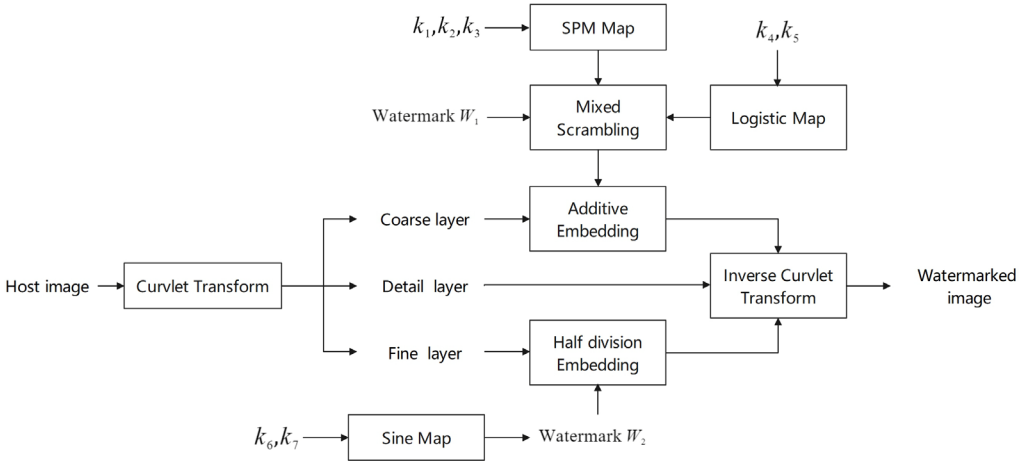 k1,k2,k3
SPM Map
k4,k5
Watermark W1
Mixed
Scrambling
Logistic Map
Coarse layer
Additive
Embedding
Host image
Curvlet Transform
Detail layer
Inverse Curvlet
Transform
Watermarked
image
Fine layer
Half division
Embedding
k6,k7
Sine Map
Watermark W2